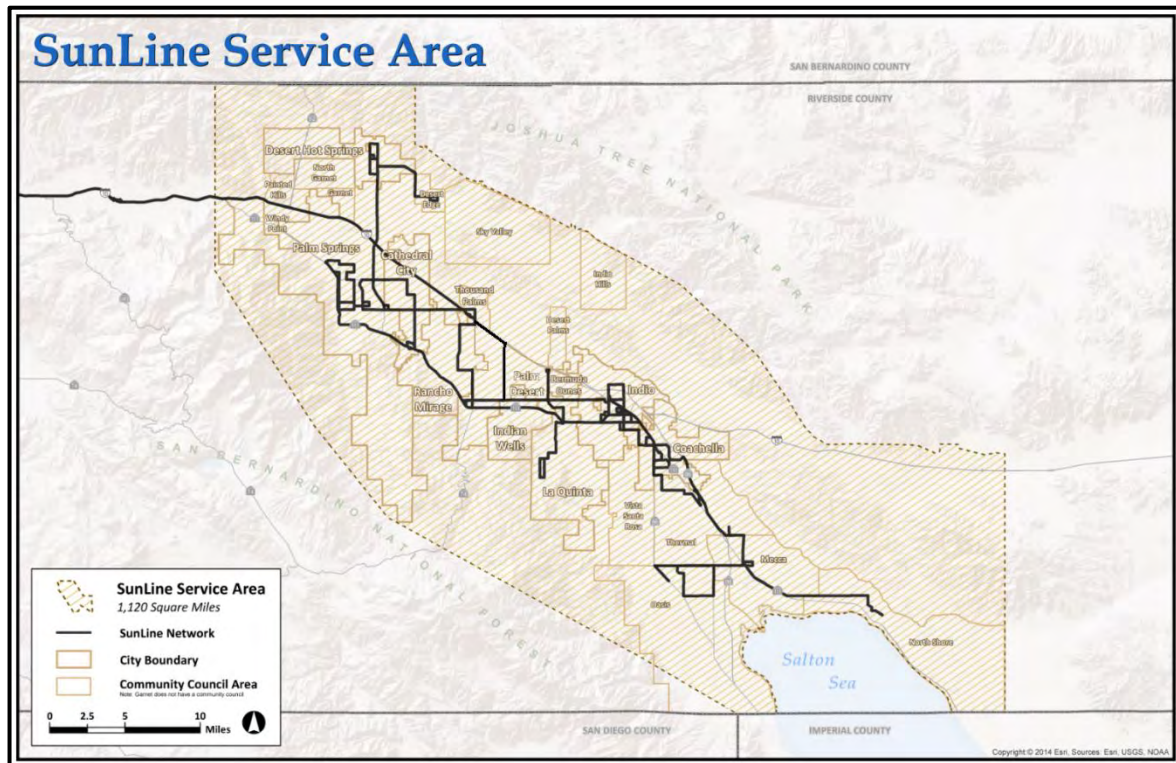 SunLine Service Area
SAN BERNARDINO COUNTY
RIVERSIDE COUNTY
JOSHUA TREE NATIONAL PARK
Desert Hot Springs
North
Garnet
Painted
Hills
Garnet
Desert
Edge
Windy
Point
Sky Valley
Palm Springs
Cathedral
City
Indio
Hills
Thousand
Palms
Desert
Palms
Rancho
Mirage
Palm
Desert
Bermuda
Dunes
Indio
Indian
Wells
Coachella
La Quinta
Vista
Santa
Rosa
Thermal
Mecca
Oasis
North Shore
SAN BERNARDINO NATIONAL FOREST
Salton
Sea
SunLine Service Area
1,120 Square Miles
SunLine Network
City Boundary
Community Council Area
Note: Garnet does not have a community council
0 2.5 5 10
Miles
SAN DIEGO COUNTY
IMPERIAL COUNTY
Copyright © 2014 Esri, Sources: Esri, USGS, NOAA